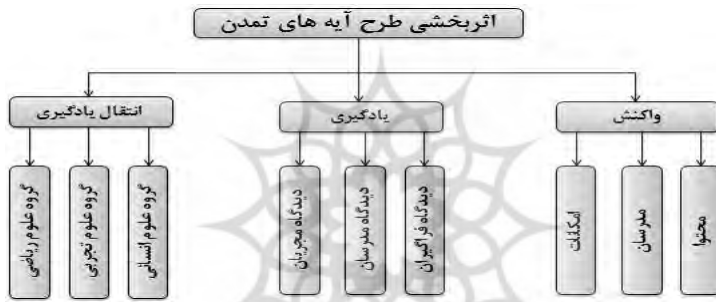 اثربخشی طرح آیه های تمدن
واکنش
یادگیری
انتقال یادگیری
محتوا
مدرسان
امکانات
دیدگاه فراگیران
دیدگاه مدرسان
دیدگاه مجریان
گروه علوم انسانی
گروه علوم تجربی
گروه علوم ریاضی